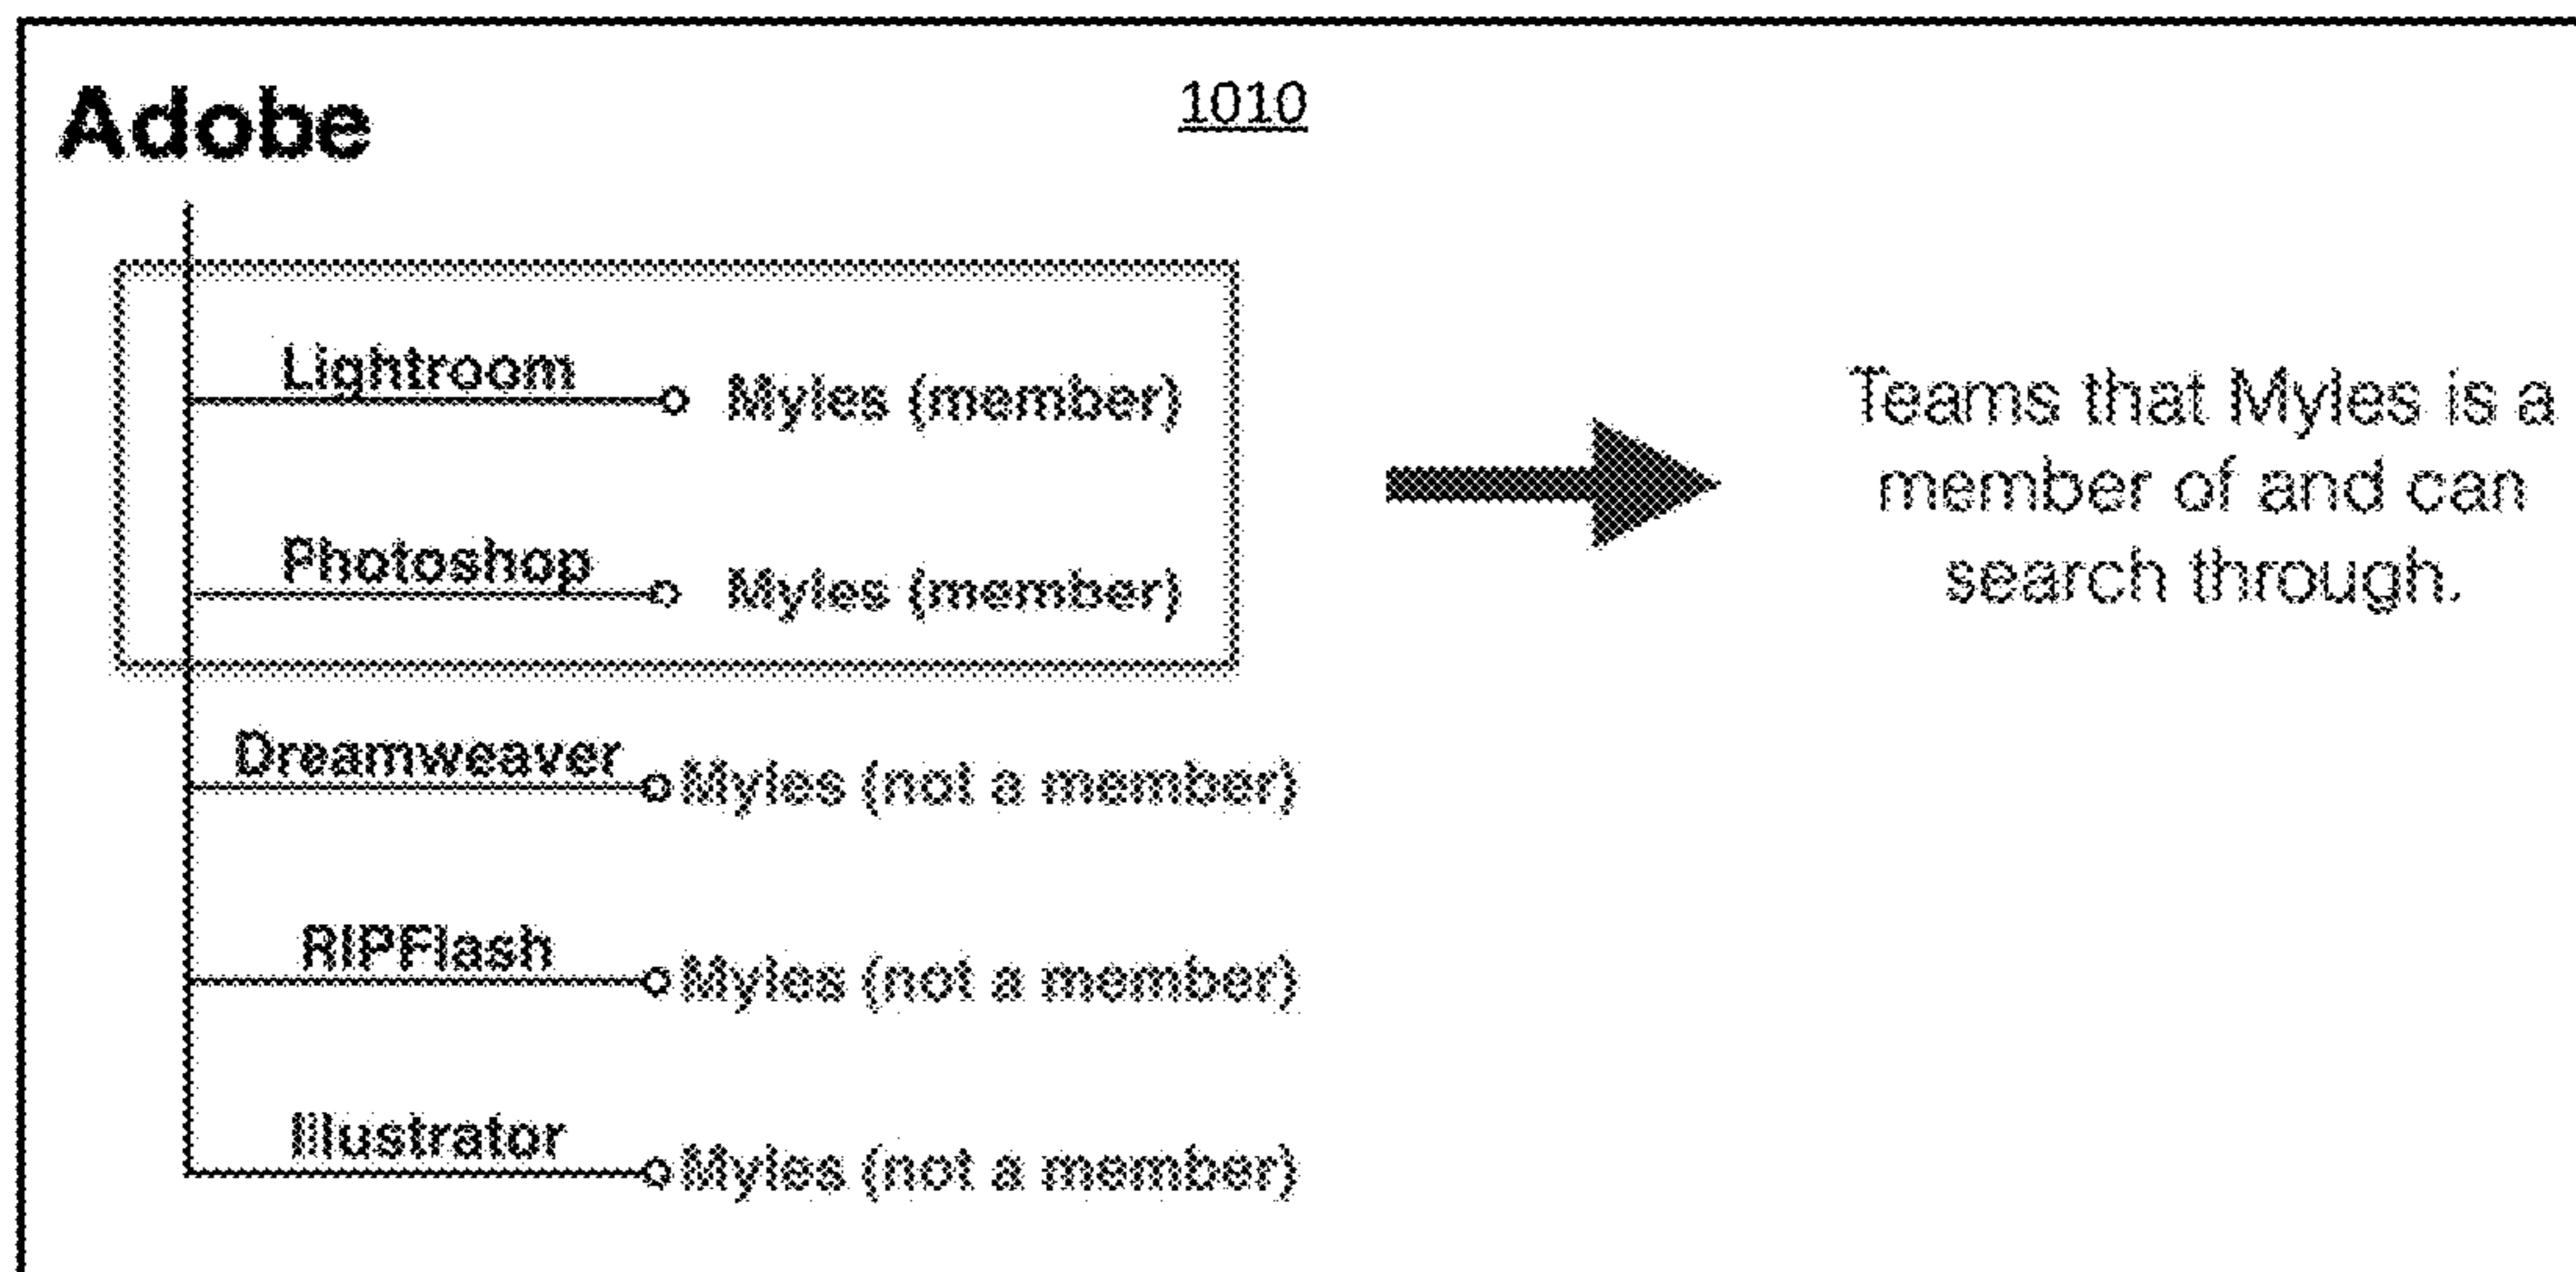 Adobe
1010
Lightroom
Myles (member)
Photoshop
Myles (member)
Teams that Myles is a
member of and can
search through.
Dreamweaver
Myles (not a member)
RIPFlash
Myles (not a member)
Illustrator
Myles (not a member)